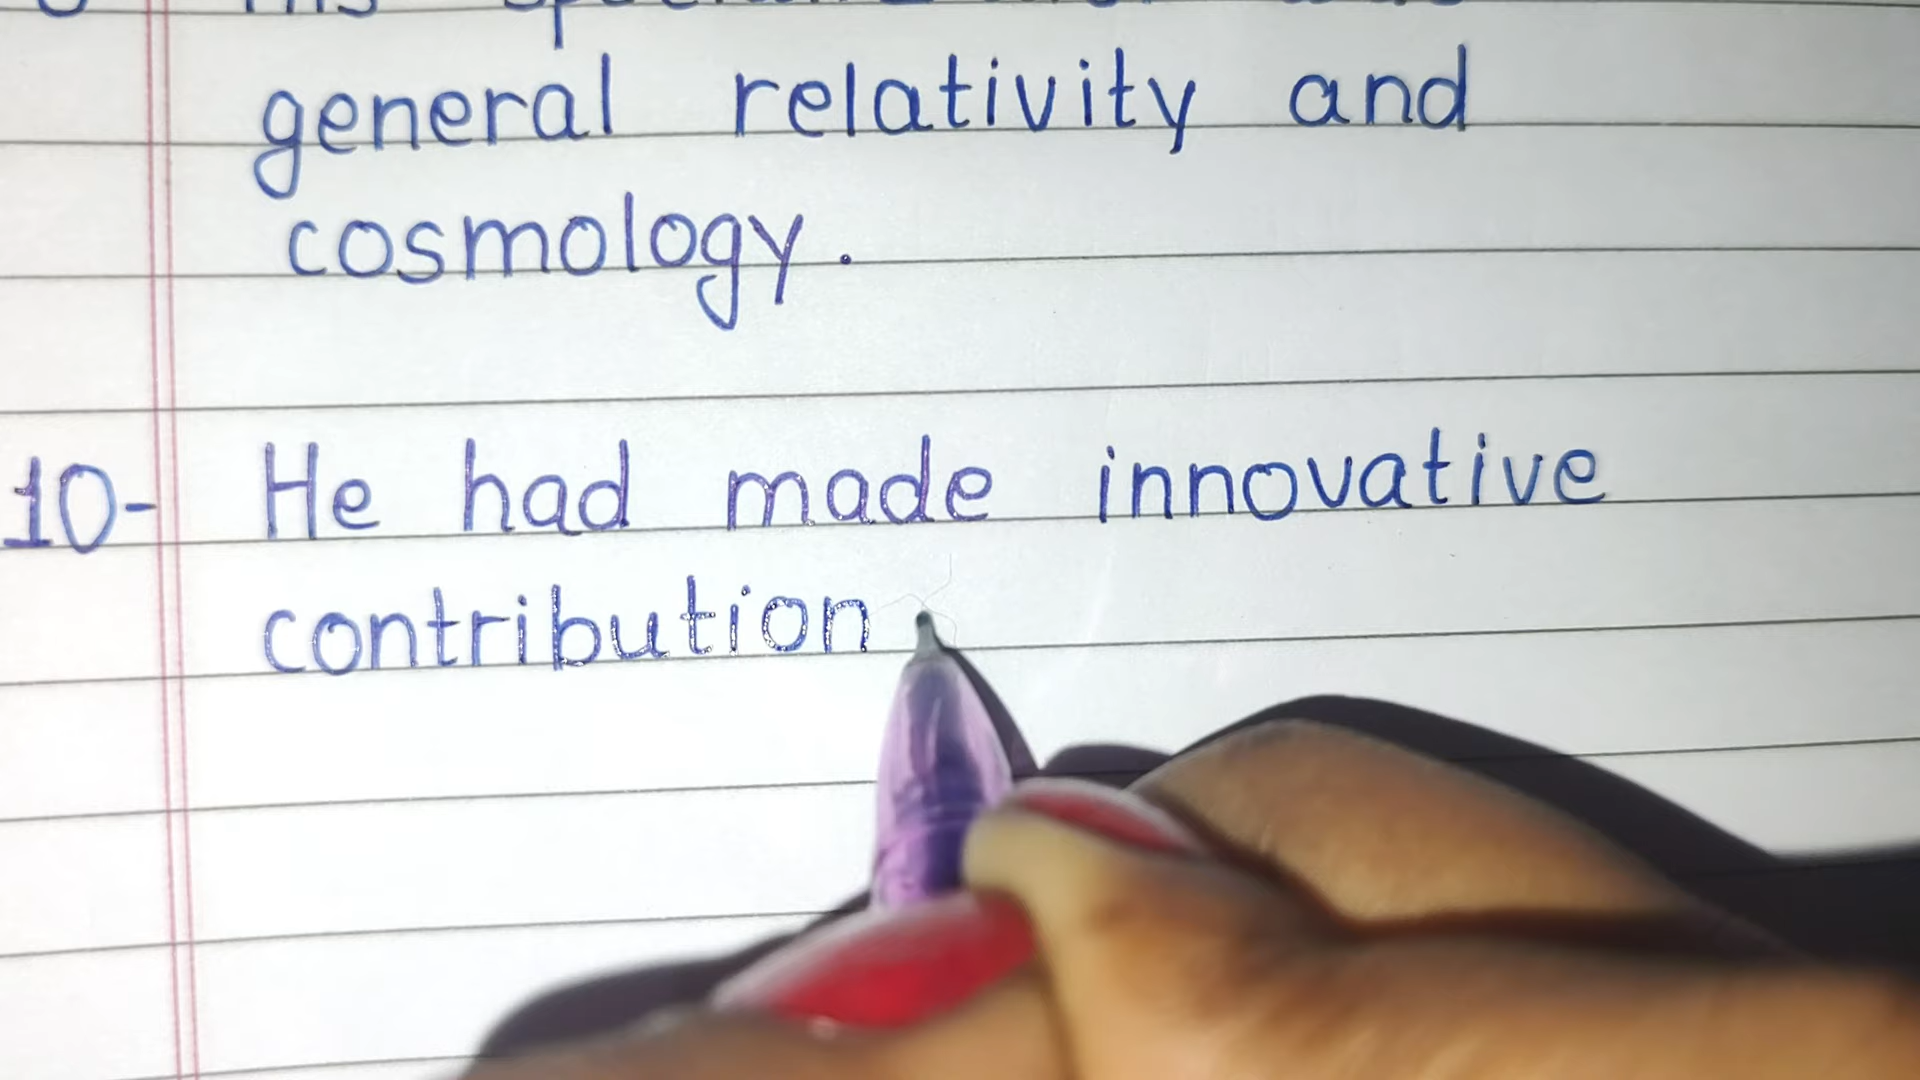 general relativity and
cosmology.
10- He had made innovative
contribution